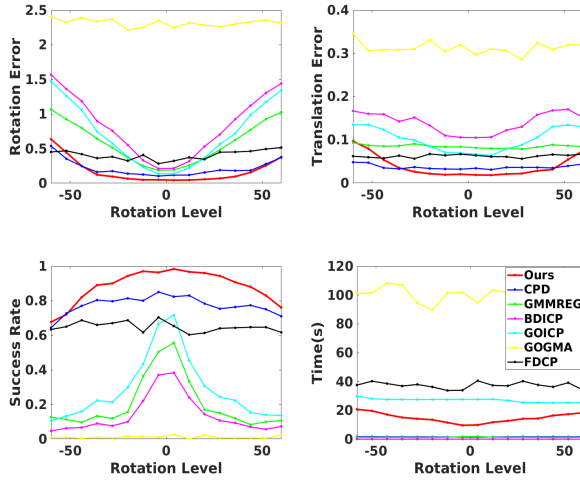 2.5
2
1.5
1
0.5
0
-50
0
50
Rotation Error
Rotation Level
0.4
0.3
0.2
0.1
0
-50
0
50
Translation Error
Rotation Level
1
0.8
0.6
0.4
0.2
0
-50
0
50
Success Rate
Rotation Level
120
100
80
60
40
20
0
-50
0
50
Time(s)
Rotation Level
Ours
CPD
GMMREG
BDICP
GOICP
GOGMA
FDCP